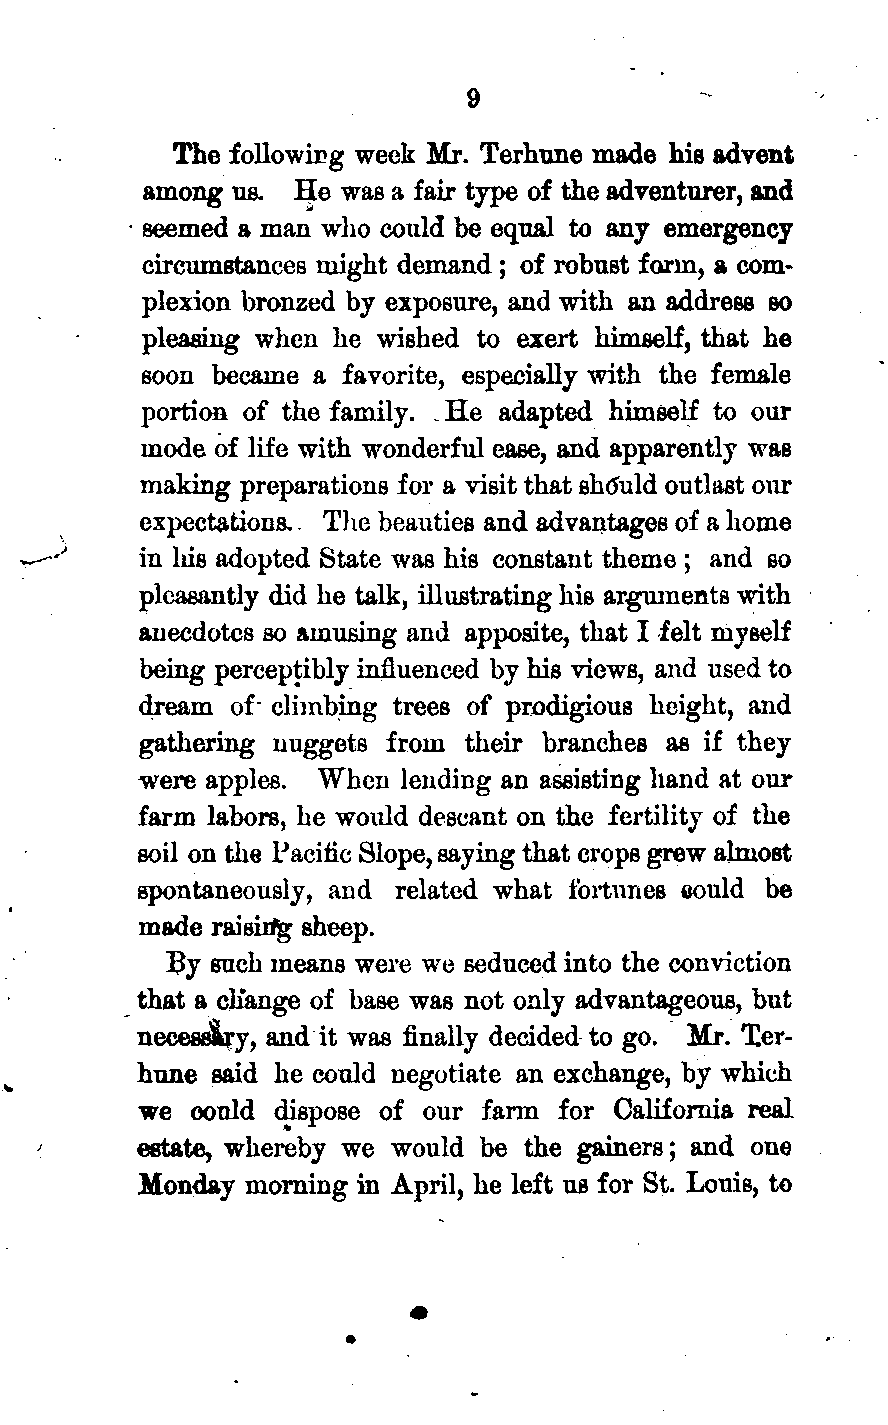 9
The following week Mr. Terhune made his advent
among us. He was a fair type of the adventurer, and
seemed a man who could be equal to any emergency
circumstances might demand ; of robust form, a com-
plexion bronzed by exposure, and with an address so
pleasing when he wished to exert himself, that he
soon became a favorite, especially with the female
portion of the family. He adapted himself to our
mode of life with wonderful ease, and apparently was
making preparations for a visit that should outlast our
expectations. The beauties and advantages of a home
in his adopted State was his constant theme ; and so
pleasantly did he talk, illustrating his arguments with
anecdotes so amusing and apposite, that I felt myself
being perceptibly influenced by his views, and used to
dream of climbing trees of prodigious height, and
gathering nuggets from their branches as if they
were apples. When lending an assisting hand at our
farm labors, he would descant on the fertility of the
soil on the Pacific Slope, saying that crops grew almost
spontaneously, and related what fortunes could be
made raising sheep.
By such means were we seduced into the conviction
that a change of base was not only advantageous, but
necessary, and it was finally decided to go. Mr. Ter-
hune said he could negotiate an exchange, by which
we could dispose of our farm for California real
estate, whereby we would be the gainers ; and one
Monday morning in April, he left us for St. Louis, to